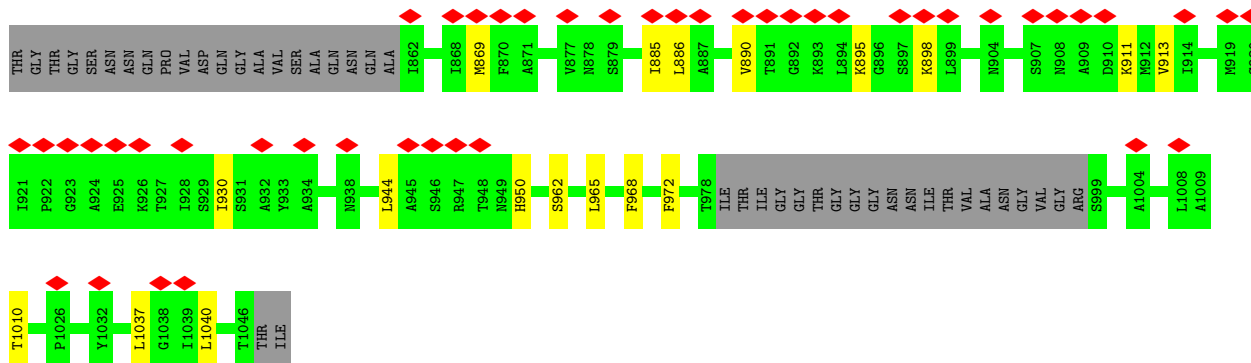 THR GLY THR GLY SER ASN ASN GLN PRO VAL ASP GLN GLY ALA VAL SER ALA GLN ASN GLN ALA I862 I868 M869 F870 A871 V877 N878 S879 I885 L886 A887 V890 T891 G892 K893 L894 K895 G896 S897 K898 L899 N904 S907 N908 A909 D910 K911 M912 V913 I914 M919
I921 P922 G923 A924 E925 K926 T927 I928 S929 I930 S931 A932 Y933 A934 N938 L944 A945 S946 R947 T948 N949 H950 S962 L965 F968 F972 T978 ILE THR ILE GLY GLY THR GLY GLY GLY ASN ASN ILE THR VAL ALA ASN GLY VAL GLY ARG S999 A1004 L1008 A1009
T1010 P1026 Y1032 L1037 G1038 I1039 L1040 T1046 THR ILE